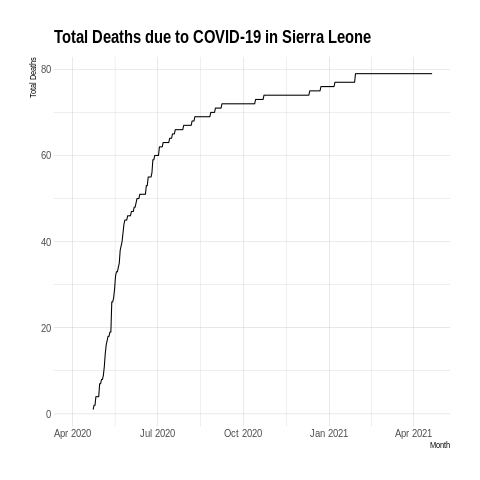 Total Deaths due to COVID-19 in Sierra Leone
Total Deaths
80
60
40
20
0
Apr 2020 Jul 2020 Oct 2020 Jan 2021 Apr 2021
Month